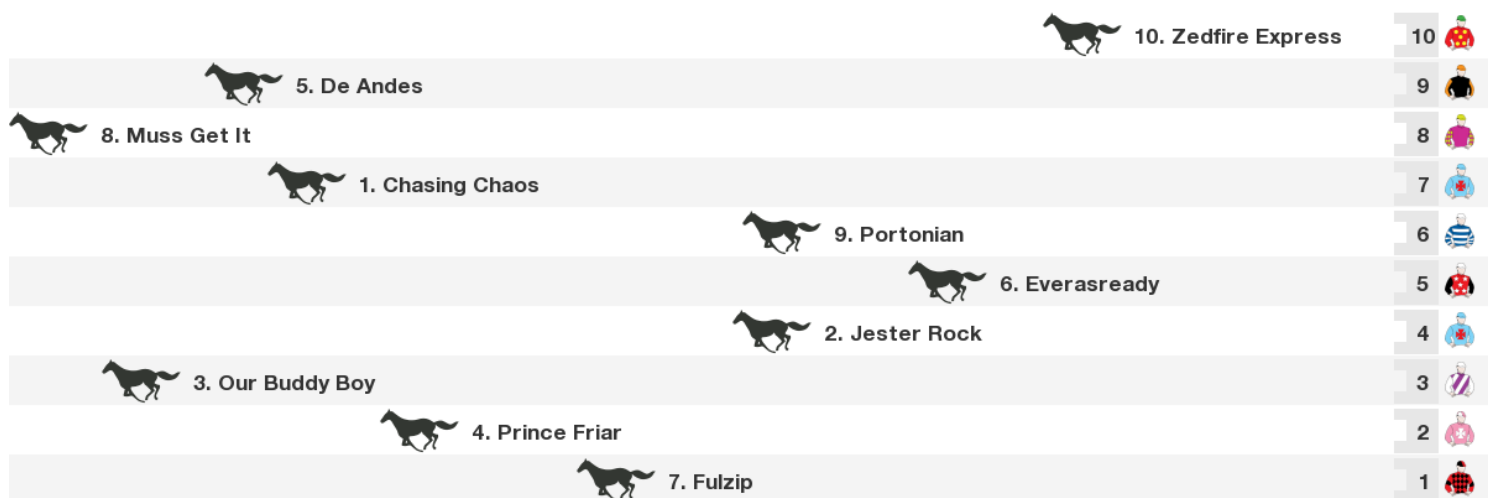 10. Zedfire Express 10
5. De Andes 9
8. Muss Get It 8
1. Chasing Chaos 7
9. Portonian 6
6. Everasready 5
2. Jester Rock 4
3. Our Buddy Boy 3
4. Prince Friar 2
7. Fulzip 1